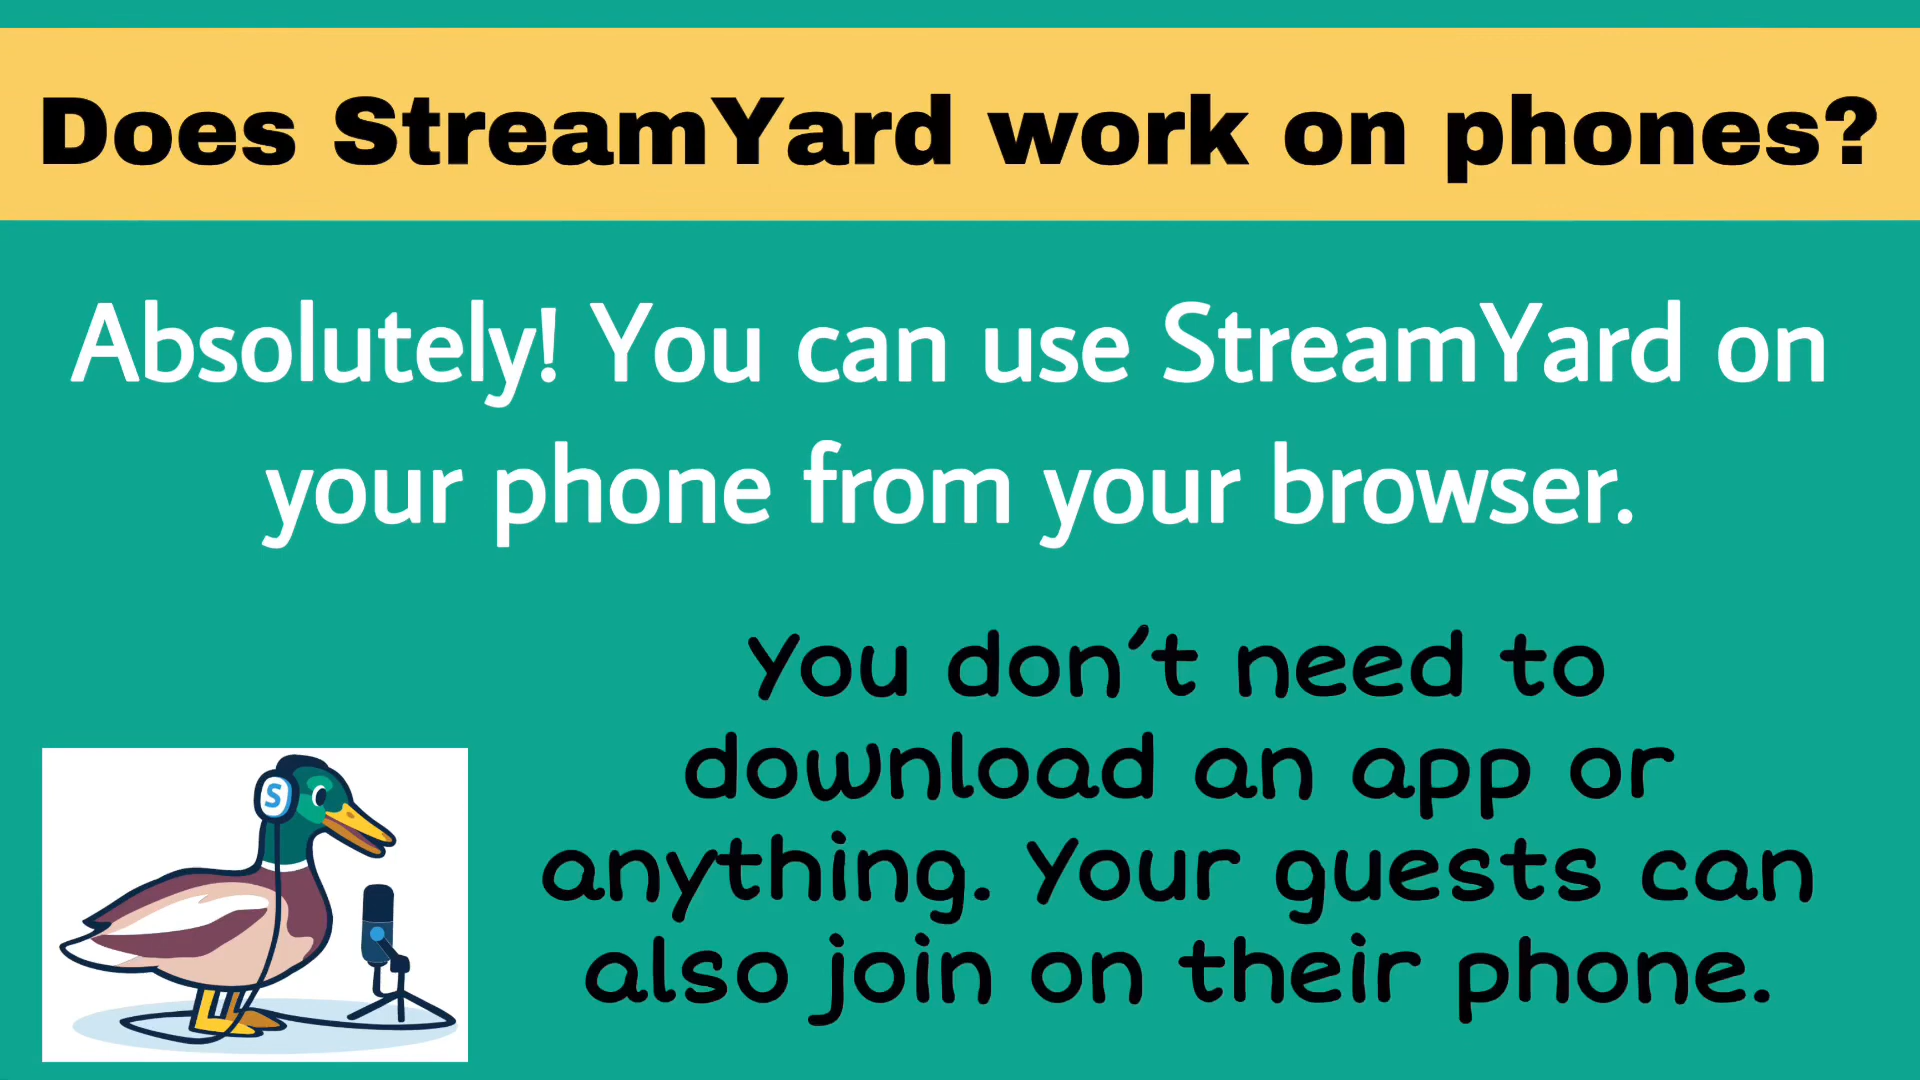 Does StreamYard work on phones?
Absolutely! You can use StreamYard on
your phone from your browser.
You don't need to
download an app or
anything. Your guests can
also join on their phone.
S